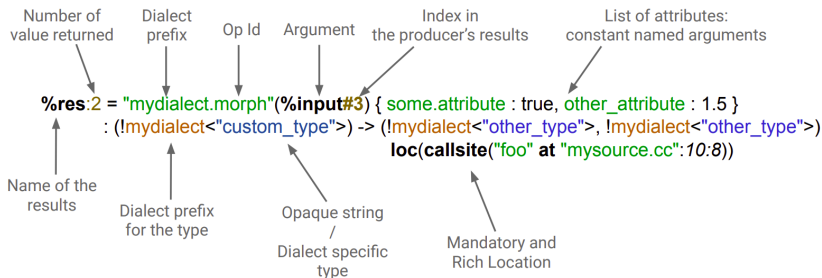 Number of
value returned
Dialect
prefix
Op Id
Argument
Index in
the producer's results
List of attributes:
constant named arguments
%res:2 = "mydialect.morph"(%input#3) { some.attribute : true, other_attribute : 1.5 }
: (!mydialect<"custom_type">) -> (!mydialect<"other_type">, !mydialect<"other_type">)
loc(callsite("foo" at "mysource.cc":10:8))
Name of the
results
Dialect prefix
for the type
Opaque string
/
Dialect specific
type
Mandatory and
Rich Location